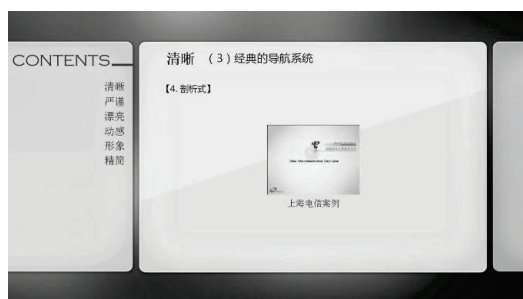 CONTENTS
清晰
严谨
漂亮
动感
形象
精简
清晰 （3）经典的导航系统
【4. 剖析式】
上海电信案例